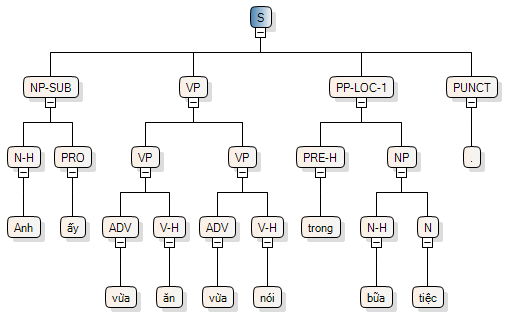 S
NP-SUB VP PP-LOC-1 PUNCT
N-H PRO VP VP PRE-H NP .
Anh ấy ADV V-H ADV V-H trong N-H N
vừa ăn vừa nói bữa tiệc